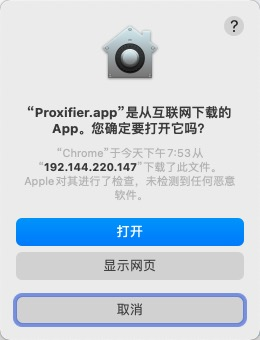 ?
“Proxifier.app”是从互联网下载的
App。您确定要打开它吗？
“Chrome”于今天下午7:53从
“192.144.220.147”下载了此文件。
Apple对其进行了检查，未检测到任何恶意
软件。
打开
显示网页
取消